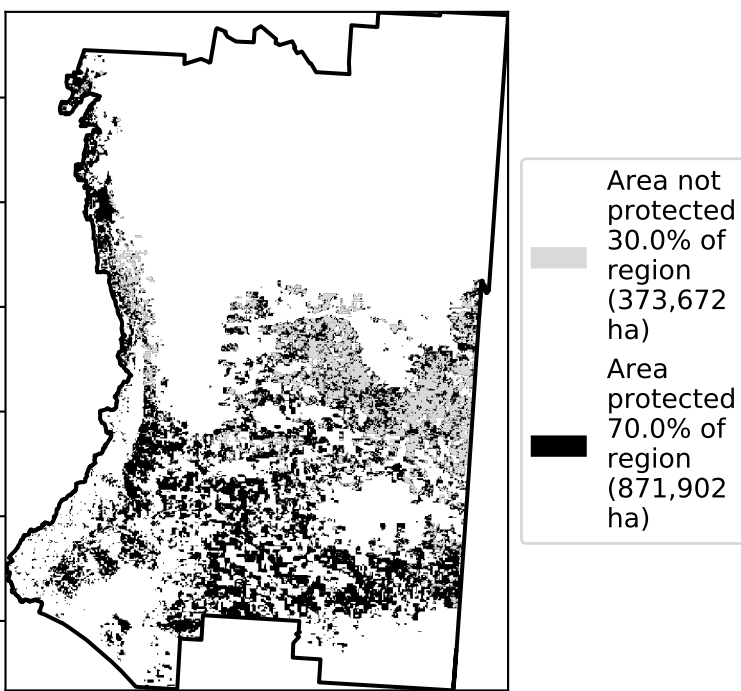 Area not
protected
30.0% of
region
(373,672
ha)
Area
protected
70.0% of
region
(871,902
ha)